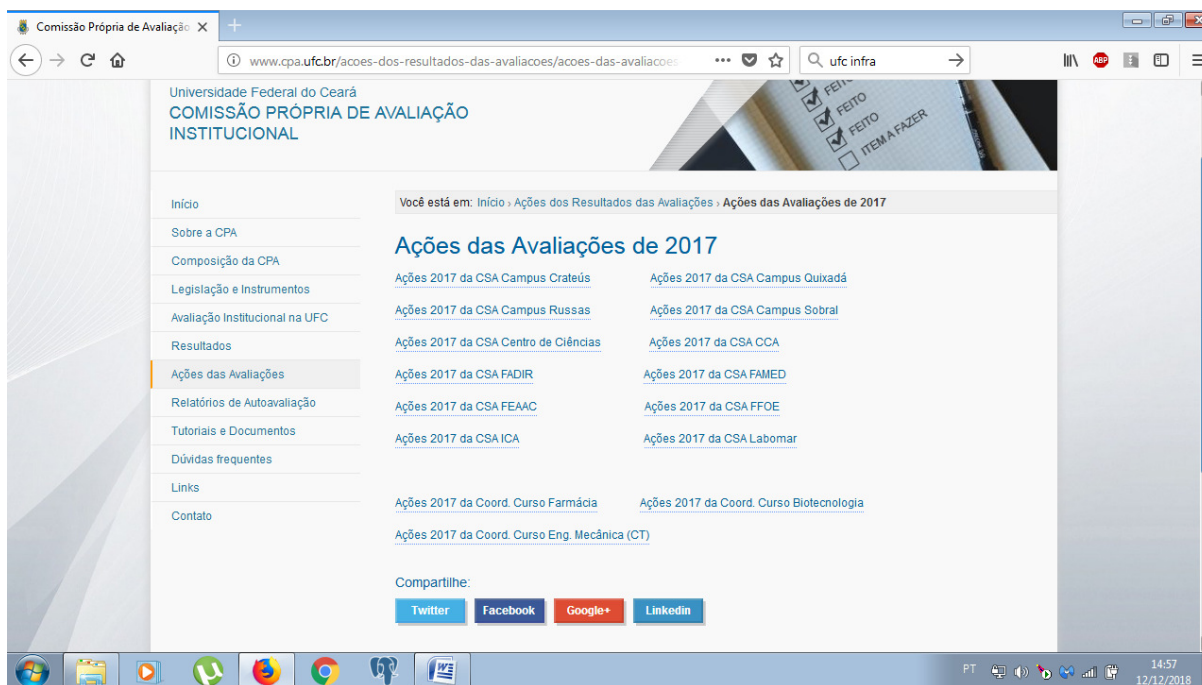 Comissão Própria de Avaliação
www.cpa.ufc.br/acoes-dos-resultados-das-avaliacoes/acoes-das-avaliacoes
ufc infra
ABP
Universidade Federal do Ceará
COMISSÃO PRÓPRIA DE AVALIAÇÃO
INSTITUCIONAL
FEITO
FEITO
FEITO
ITEM A FAZER
Início
Sobre a CPA
Composição da CPA
Legislação e Instrumentos
Avaliação Institucional na UFC
Resultados
Ações das Avaliações
Relatórios de Autoavaliação
Tutoriais e Documentos
Dúvidas frequentes
Links
Contato
Você está em: Início › Ações dos Resultados das Avaliações › Ações das Avaliações de 2017
Ações das Avaliações de 2017
Ações 2017 da CSA Campus Crateús Ações 2017 da CSA Campus Quixadá
Ações 2017 da CSA Campus Russas Ações 2017 da CSA Campus Sobral
Ações 2017 da CSA Centro de Ciências Ações 2017 da CSA CCA
Ações 2017 da CSA FADIR Ações 2017 da CSA FAMED
Ações 2017 da CSA FEAAC Ações 2017 da CSA FFOE
Ações 2017 da CSA ICA Ações 2017 da CSA Labomar
Ações 2017 da Coord. Curso Farmácia Ações 2017 da Coord. Curso Biotecnologia
Ações 2017 da Coord. Curso Eng. Mecânica (CT)
Compartilhe:
Twitter Facebook Google+ Linkedin
PT
14:57
12/12/2018